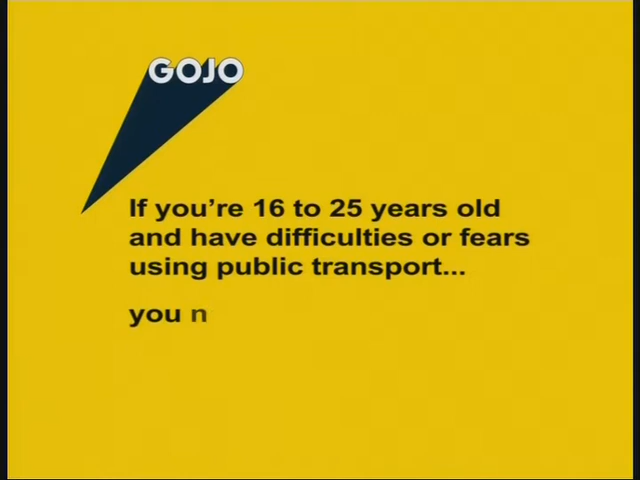 GOJO
If you're 16 to 25 years old
and have difficulties or fears
using public transport...
you n